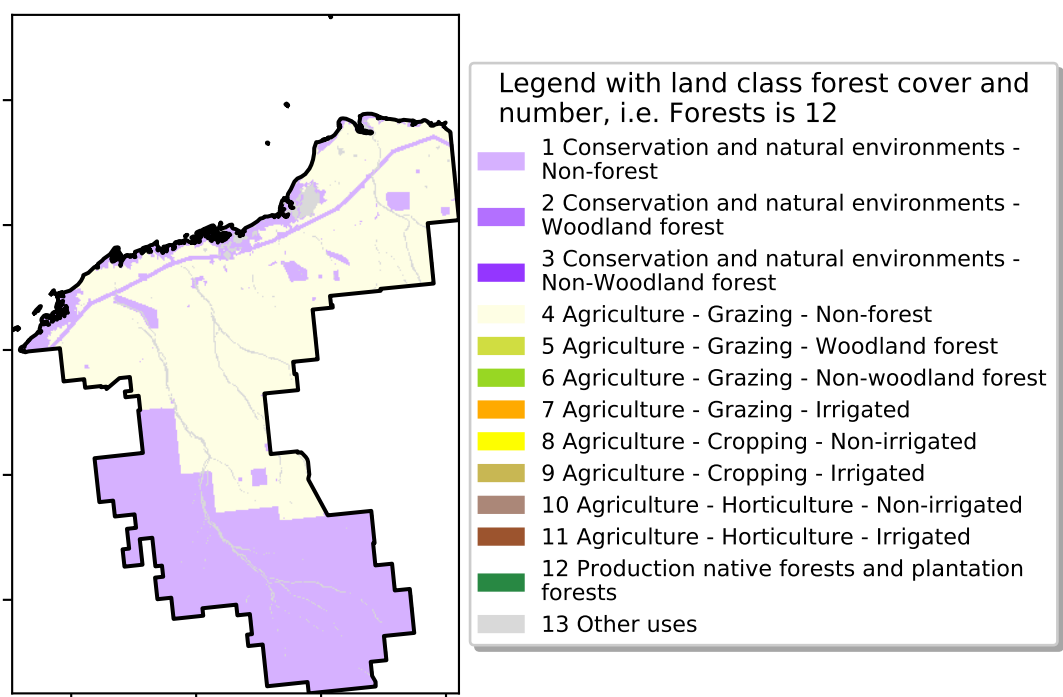 Legend with land class forest cover and
number, i.e. Forests is 12
1 Conservation and natural environments -
Non-forest
2 Conservation and natural environments -
Woodland forest
3 Conservation and natural environments -
Non-Woodland forest
4 Agriculture - Grazing - Non-forest
5 Agriculture - Grazing - Woodland forest
6 Agriculture - Grazing - Non-woodland forest
7 Agriculture - Grazing - Irrigated
8 Agriculture - Cropping - Non-irrigated
9 Agriculture - Cropping - Irrigated
10 Agriculture - Horticulture - Non-irrigated
11 Agriculture - Horticulture - Irrigated
12 Production native forests and plantation
forests
13 Other uses